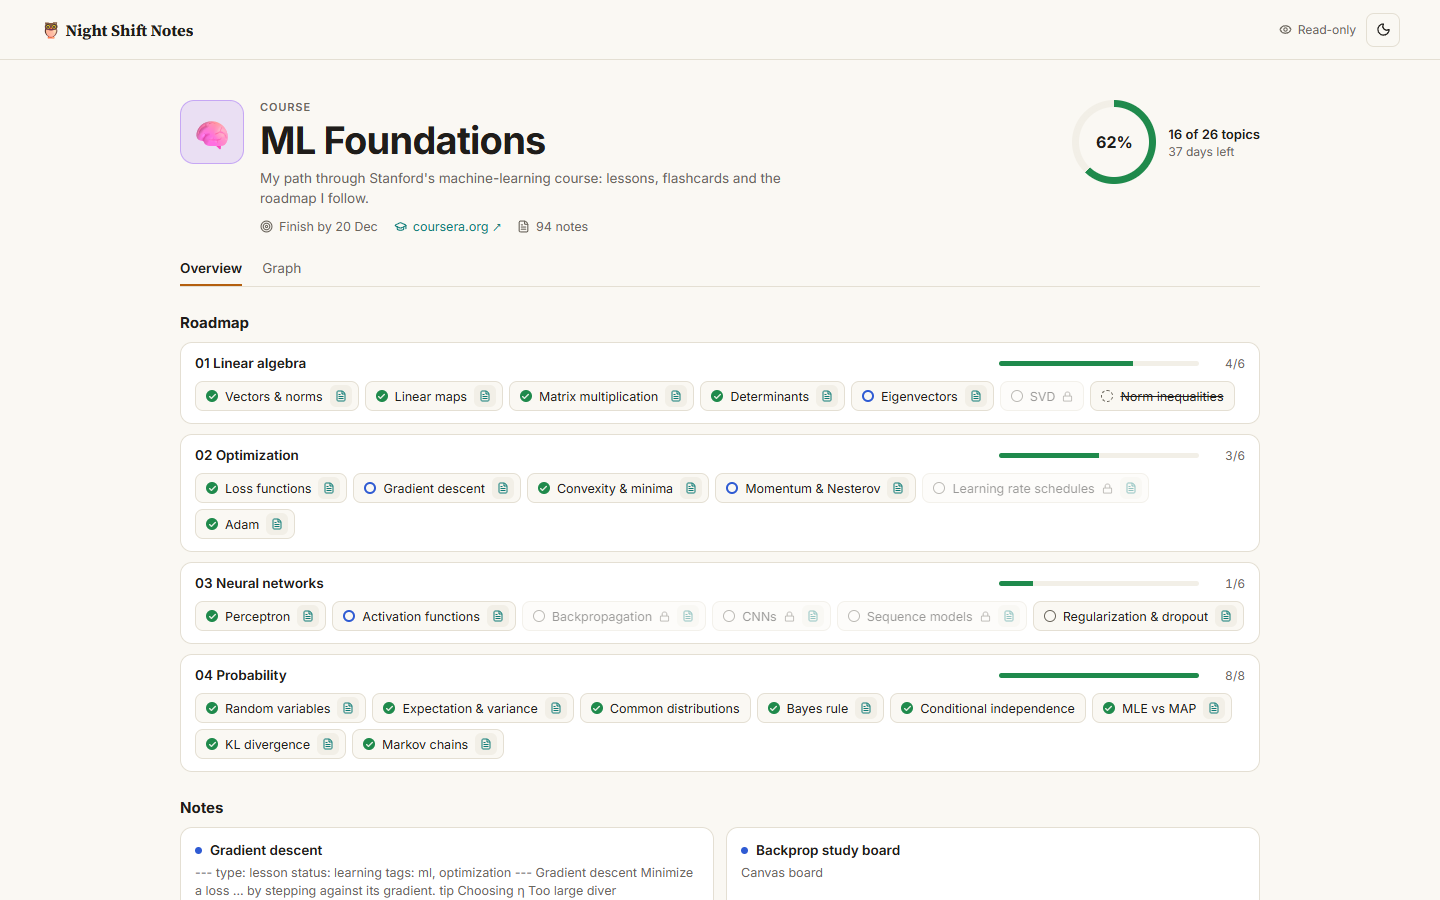 Night Shift Notes
Read-only
COURSE
ML Foundations
My path through Stanford's machine-learning course: lessons, flashcards and the
roadmap I follow.
Finish by 20 Dec coursera.org ↗ 94 notes
62%
16 of 26 topics
37 days left
Overview Graph
Roadmap
01 Linear algebra 4/6
Vectors & norms Linear maps Matrix multiplication Determinants Eigenvectors SVD Norm inequalities
02 Optimization 3/6
Loss functions Gradient descent Convexity & minima Momentum & Nesterov Learning rate schedules
Adam
03 Neural networks 1/6
Perceptron Activation functions Backpropagation CNNs Sequence models Regularization & dropout
04 Probability 8/8
Random variables Expectation & variance Common distributions Bayes rule Conditional independence MLE vs MAP
KL divergence Markov chains
Notes
Gradient descent
--- type: lesson status: learning tags: ml, optimization --- Gradient descent Minimize
a loss ... by stepping against its gradient. tip Choosing η Too large diver
Backprop study board
Canvas board